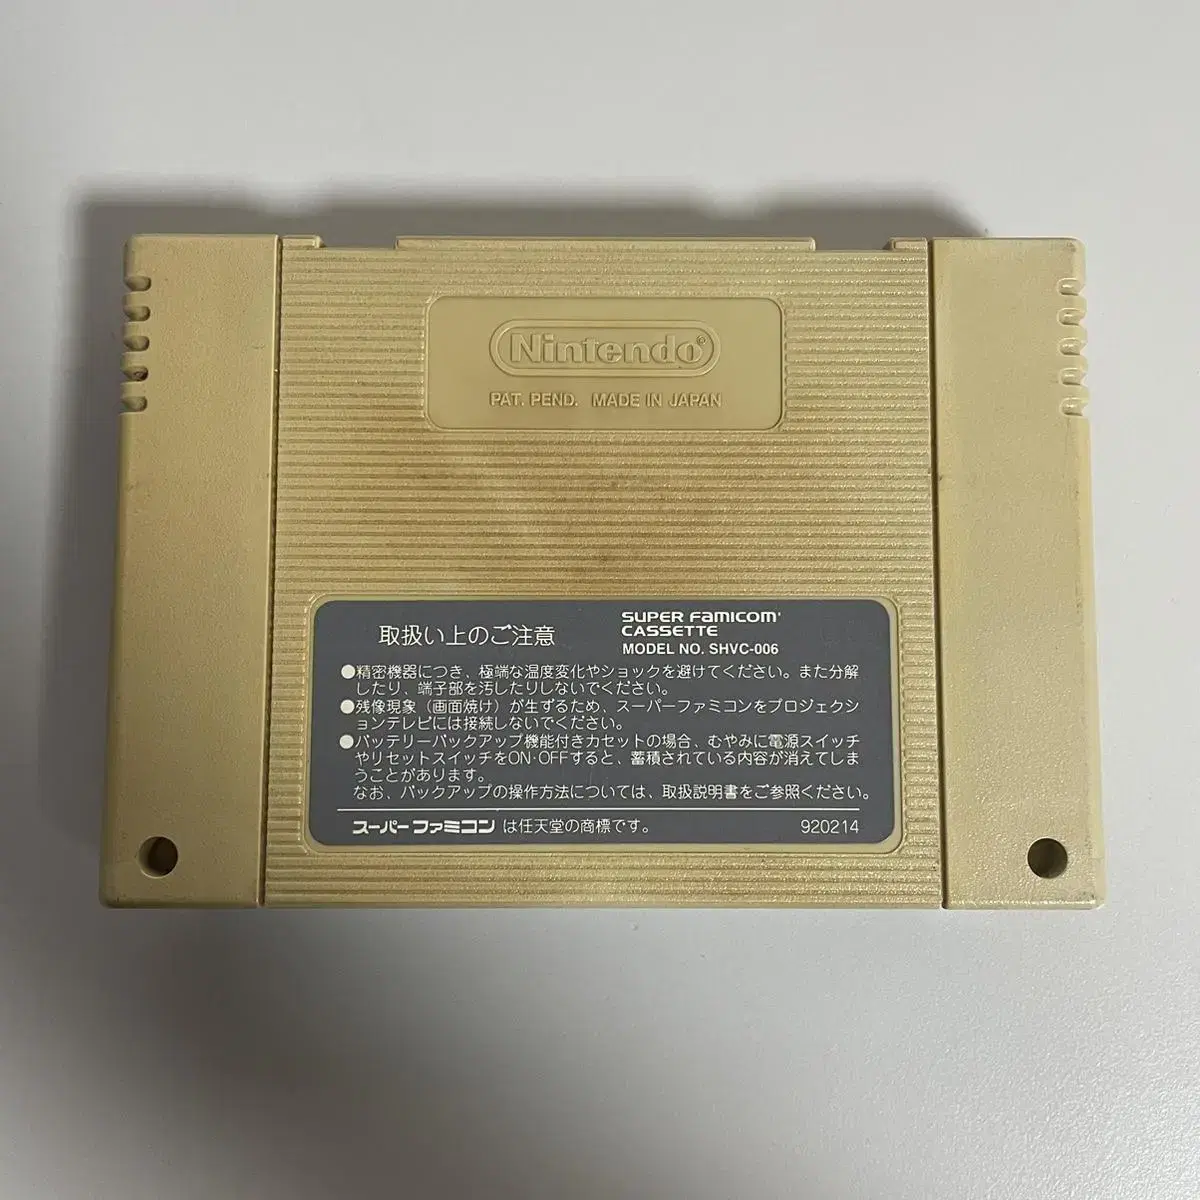 Nintendo®
PAT. PEND. MADE IN JAPAN
取扱い上のご注意
SUPER FAMICOM
CASSETTE
MODEL NO. SHVC-006
●精密機器につき、極端な温度変化やショックを避けてください。また分解
したり、端子部を汚したりしないでください。
●残像現象（画面焼け）が生ずるため、スーパーファミコンをプロジェクシ
ョンテレビには接続しないでください。
●バッテリーバックアップ機能付きカセットの場合、むやみに電源スイッチ
やリセットスイッチをON・OFFすると、蓄積されている内容が消えてしま
うことがあります。
なお、バックアップの操作方法については、取扱説明書をご参照ください。
スーパーファミコンは任天堂の商標です。 920214